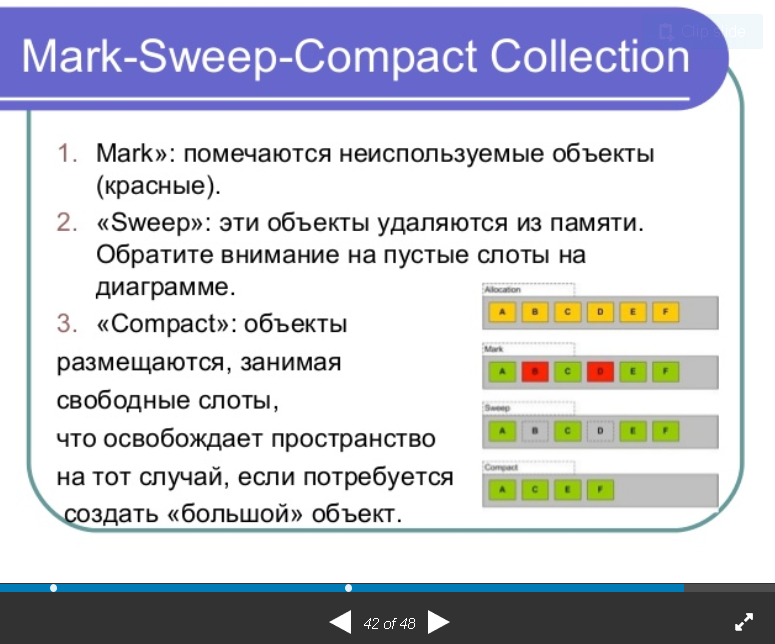 Clip slide
Mark-Sweep-Compact Collection
1. Mark»: помечаются неиспользуемые объекты
(красные).
2. «Sweep»: эти объекты удаляются из памяти.
Обратите внимание на пустые слоты на
диаграмме.
3. «Compact»: объекты
размещаются, занимая
свободные слоты,
что освобождает пространство
на тот случай, если потребуется
создать «большой» объект.
Allocation
A B C D E F
Mark
A B C D E F
Sweep
A B C D E F
Compact
A C E F
42 of 48